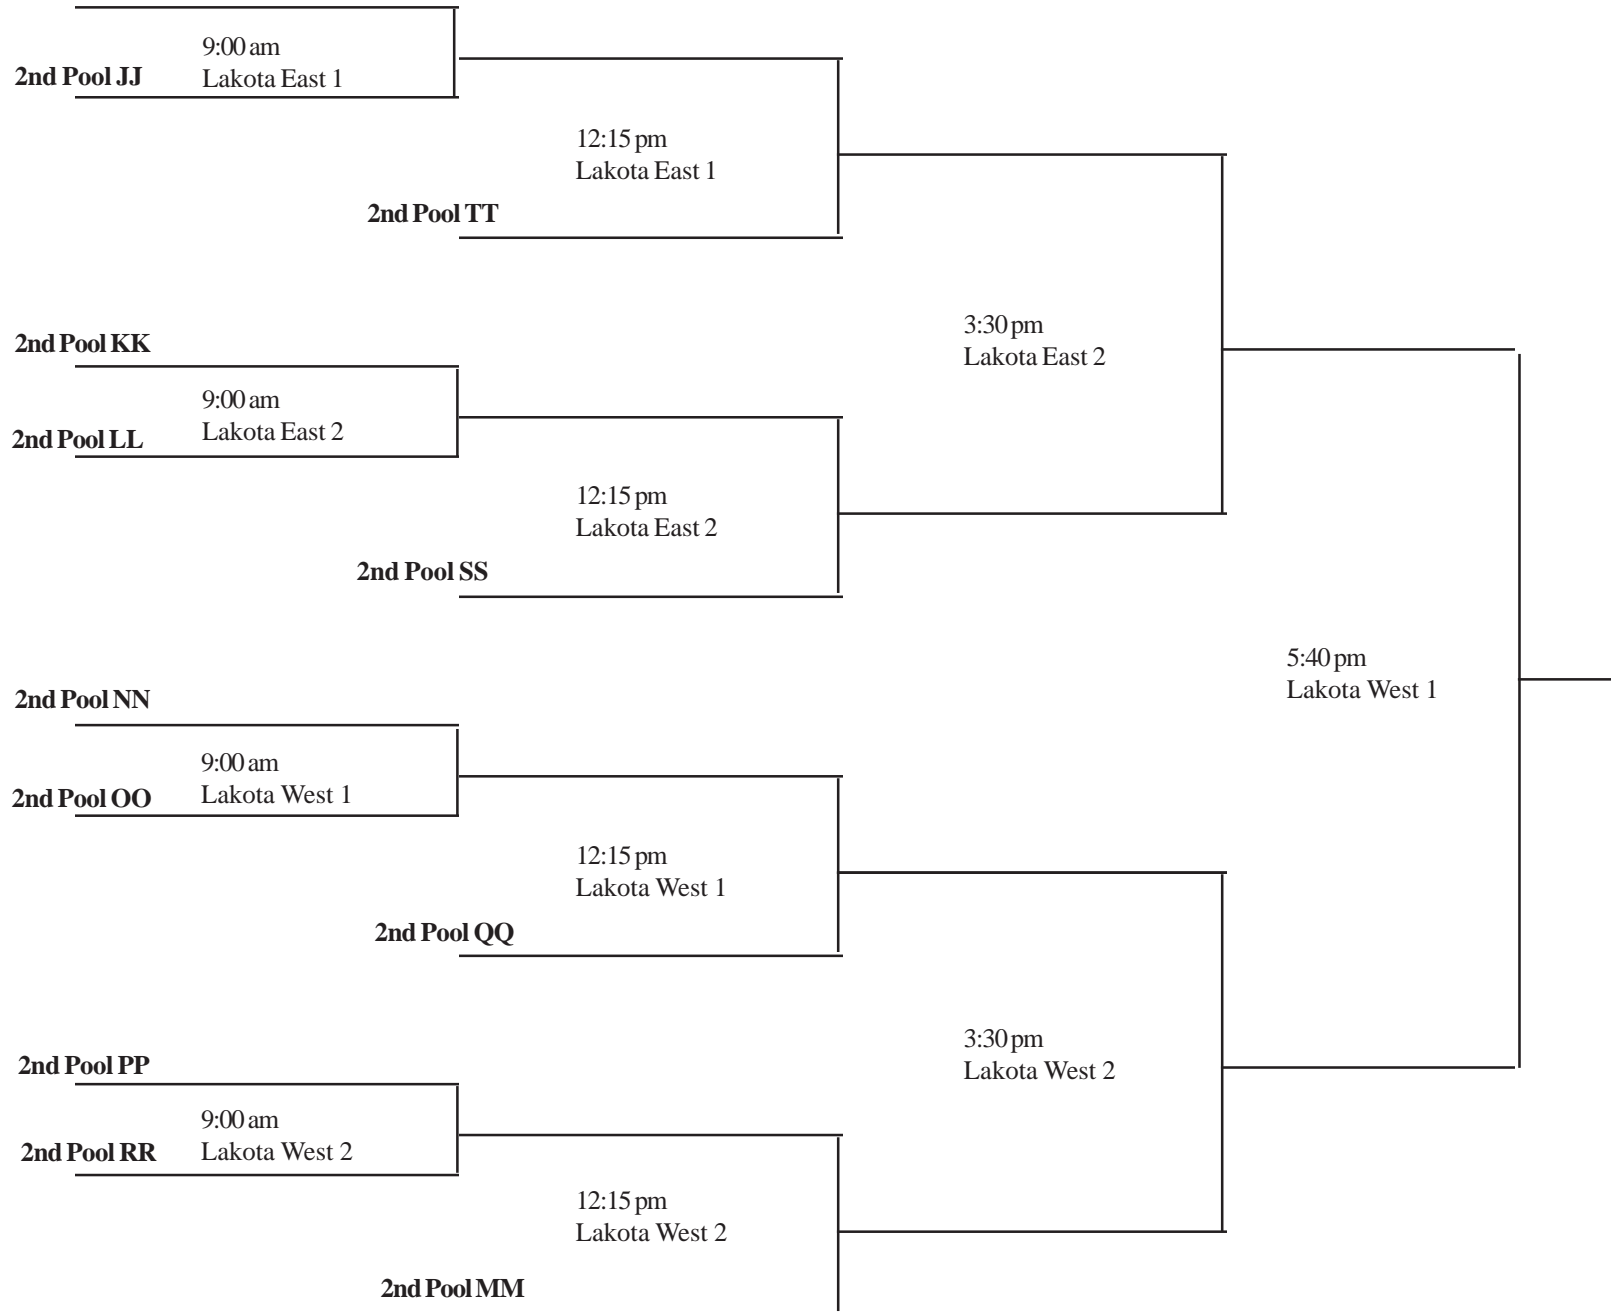 9:00 am
2nd Pool JJ
Lakota East 1
12:15 pm
Lakota East 1
2nd Pool TT
3:30 pm
Lakota East 2
2nd Pool KK
9:00 am
Lakota East 2
2nd Pool LL
12:15 pm
Lakota East 2
2nd Pool SS
5:40 pm
Lakota West 1
2nd Pool NN
9:00 am
Lakota West 1
2nd Pool OO
12:15 pm
Lakota West 1
2nd Pool QQ
3:30 pm
Lakota West 2
2nd Pool PP
9:00 am
Lakota West 2
2nd Pool RR
12:15 pm
Lakota West 2
2nd Pool MM